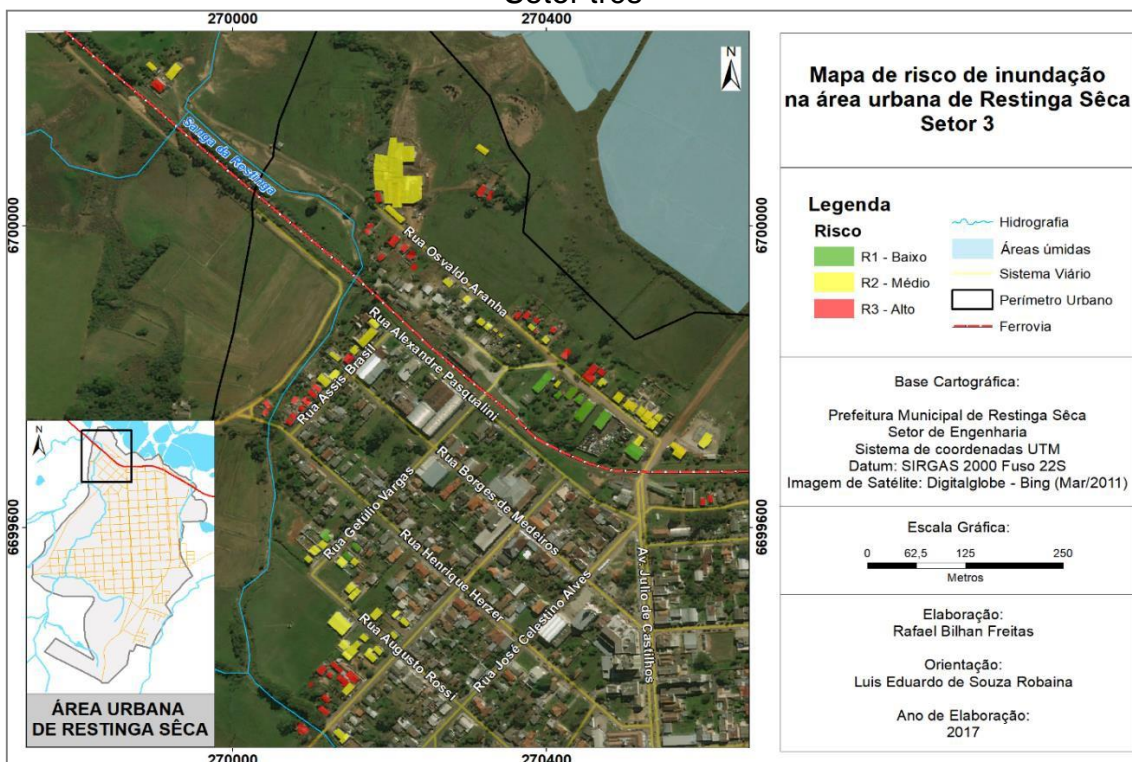 Setor três
270000
270400
N
6700000
6700000
6699600
6699600
Sanga da Restinga
Rua Osvaldo Aranha
Rua Alexandre Pasqualini
Rua Assis Brasil
Rua Borges de Medeiros
Rua Getúlio Vargas
Rua Henrique Herzer
Rua José Celestino Alves
Av. Julio de Castilhos
Rua Augusto Rossi
N
ÁREA URBANA
DE RESTINGA SÊCA
270000
270400
Mapa de risco de inundação
na área urbana de Restinga Sêca
Setor 3
Legenda
Risco
R1 - Baixo
R2 - Médio
R3 - Alto
Hidrografia
Áreas úmidas
Sistema Viário
Perímetro Urbano
Ferrovia
Base Cartográfica:
Prefeitura Municipal de Restinga Sêca
Setor de Engenharia
Sistema de coordenadas UTM
Datum: SIRGAS 2000 Fuso 22S
Imagem de Satélite: Digitalglobe - Bing (Mar/2011)
Escala Gráfica:
0 62,5 125 250
Metros
Elaboração:
Rafael Bilhan Freitas
Orientação:
Luis Eduardo de Souza Robaina
Ano de Elaboração:
2017